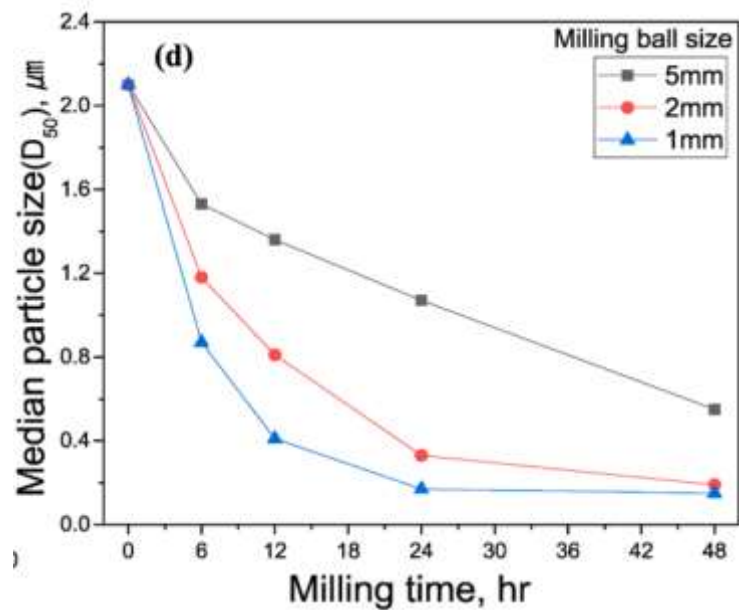 (d)
Milling ball size
5mm
2mm
1mm
Median particle size(D₅₀), ㎛
2.4
2.0
1.6
1.2
0.8
0.4
0.0
0 6 12 18 24 30 36 42 48
Milling time, hr